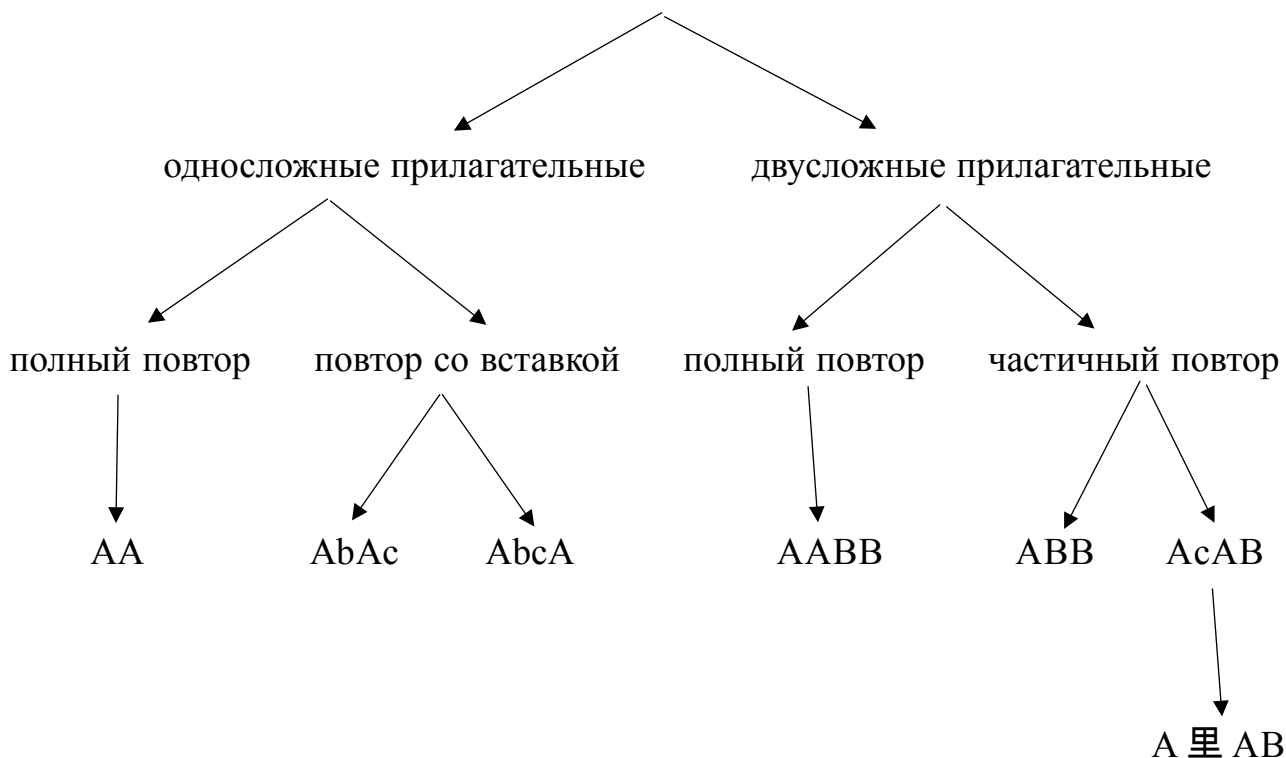 односложные прилагательные двусложные прилагательные
полный повтор повтор со вставкой полный повтор частичный повтор
AA AbAc AbcA AABB ABB AcAB
A 里 AB